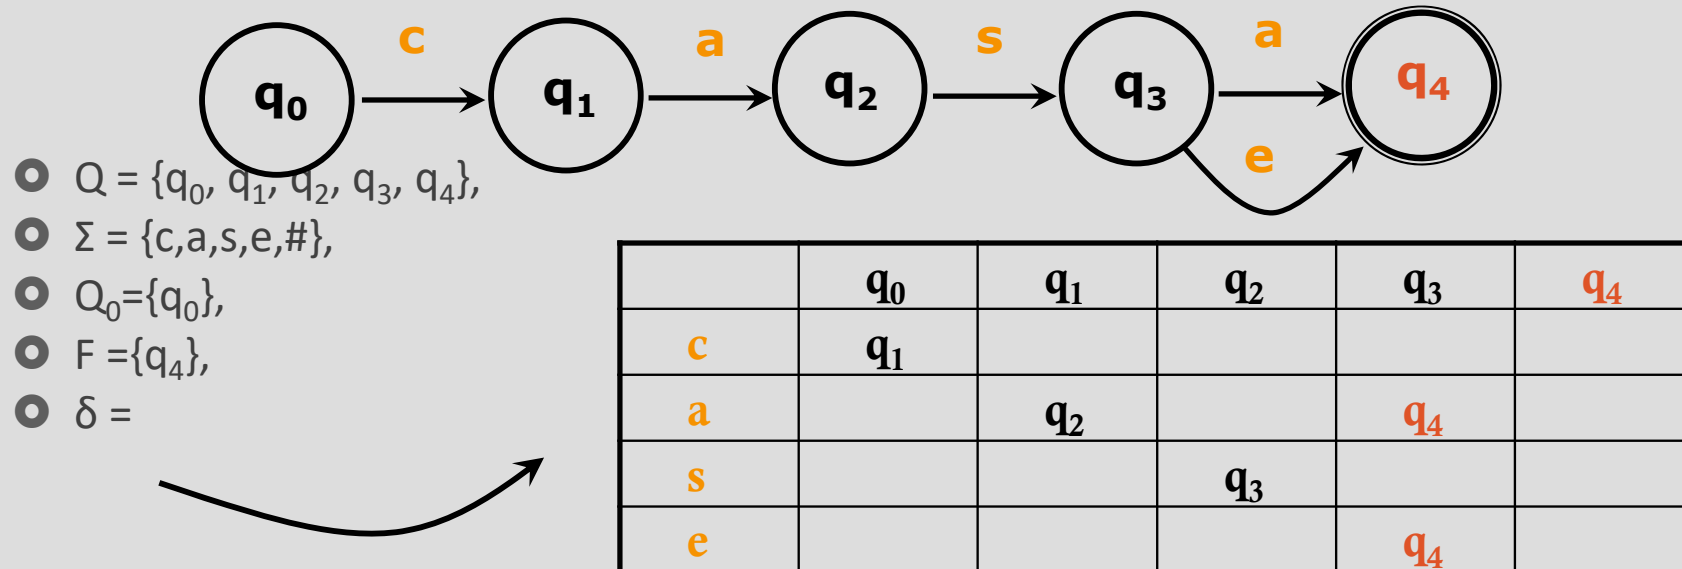 c a s a
q₀ q₁ q₂ q₃ q₄
e
Q = {q₀, q₁, q₂, q₃, q₄},
Σ = {c,a,s,e,#},
Q₀={q₀},
F ={q₄},
δ =
q₀ q₁ q₂ q₃ q₄
c q₁
a q₂ q₄
s q₃
e q₄